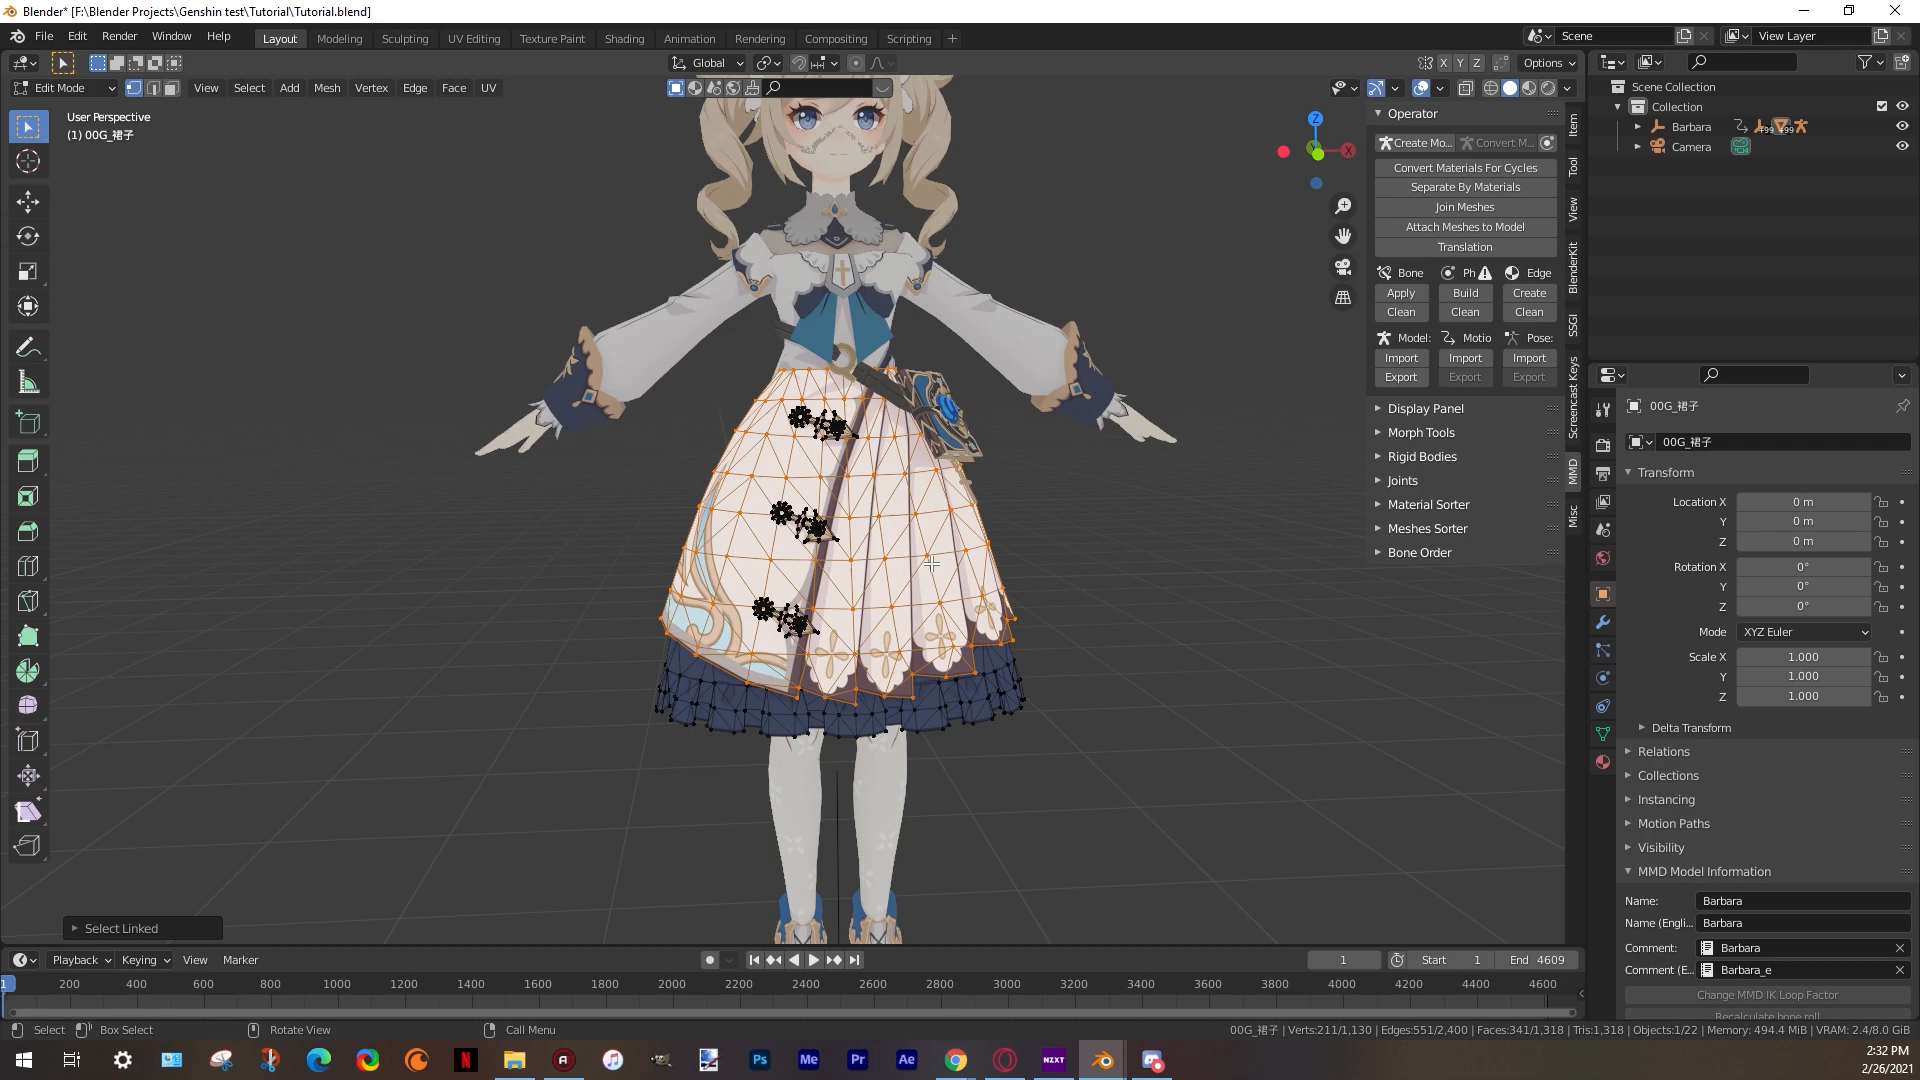 Blender* [F:\Blender Projects\Genshin test\Tutorial\Tutorial.blend]
File Edit Render Window Help Layout Modeling Sculpting UV Editing Texture Paint Shading Animation Rendering Compositing Scripting + Scene View Layer
Global X Y Z Options
Edit Mode View Select Add Mesh Vertex Edge Face UV
User Perspective
(1) 00G_裙子
Z
X
Operator
Create Mo... Convert M...
Convert Materials For Cycles
Separate By Materials
Join Meshes
Attach Meshes to Model
Translation
Bone Ph Edge
Apply Build Create
Clean Clean Clean
Model: Motio Pose:
Import Import Import
Export Export Export
Display Panel
Morph Tools
Rigid Bodies
Joints
Material Sorter
Meshes Sorter
Bone Order
Item
Tool
View
BlenderKit
SSGI
Screencast Keys
MMD
Misc
Scene Collection
Collection
Barbara +99 +99
Camera
00G_裙子
00G_裙子
Transform
Location X 0 m
Y 0 m
Z 0 m
Rotation X 0°
Y 0°
Z 0°
Mode XYZ Euler
Scale X 1.000
Y 1.000
Z 1.000
Delta Transform
Relations
Collections
Instancing
Motion Paths
Visibility
MMD Model Information
Name: Barbara
Name (Engli... Barbara
Comment: Barbara
Comment (E... Barbara_e
Change MMD IK Loop Factor
Recalculate bone roll
Select Linked
Playback Keying View Marker 1 Start 1 End 4609
1 200 400 600 800 1000 1200 1400 1600 1800 2000 2200 2400 2600 2800 3000 3200 3400 3600 3800 4000 4200 4400 4600
Select Box Select Rotate View Call Menu 00G_裙子 | Verts:211/1,130 | Edges:551/2,400 | Faces:341/1,318 | Tris:1,318 | Objects:1/22 | Memory: 494.4 MiB | VRAM: 2.4/8.0 GiB
Ps Me Pr Ae NZXT
2:32 PM
2/26/2021